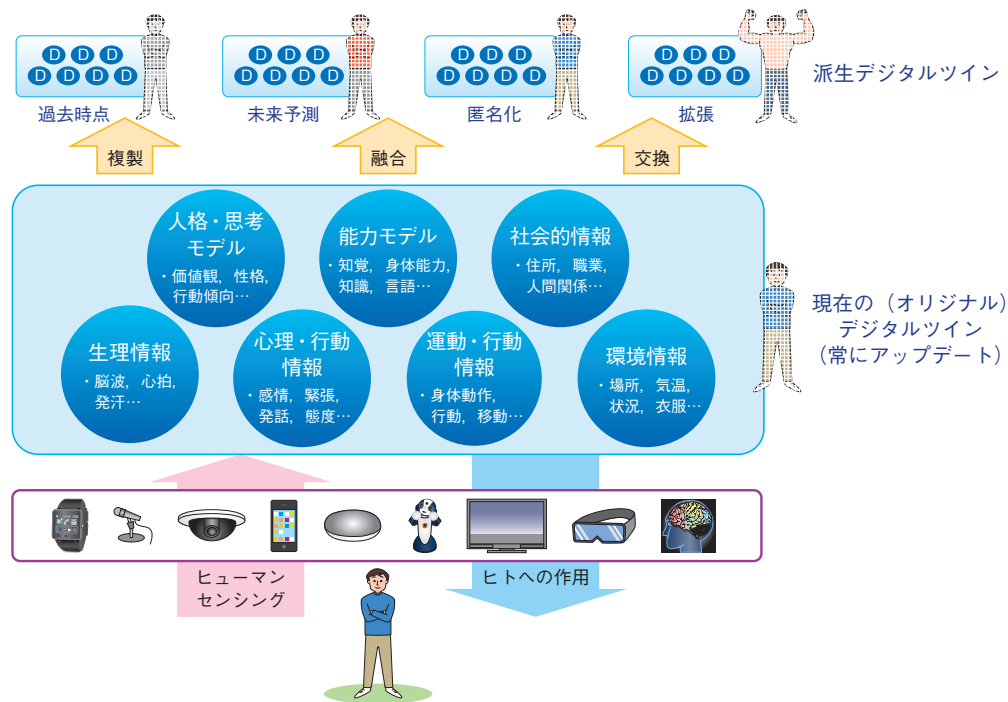 D D D
D D D D
D D D
D D D D
D D D
D D D D
D D D
D D D D
派生デジタルツイン
過去時点
未来予測
匿名化
拡張
複製
融合
交換
人格・思考
モデル
・価値観，性格，
行動傾向…
能力モデル
・知覚，身体能力，
知識，言語…
社会的情報
・住所，職業，
人間関係…
生理情報
・脳波，心拍，
発汗…
心理・行動
情報
・感情，緊張，
発話，態度…
運動・行動
情報
・身体動作，
行動，移動…
環境情報
・場所，気温，
状況，衣服…
現在の（オリジナル）
デジタルツイン
（常にアップデート）
ヒューマン
センシング
ヒトへの作用